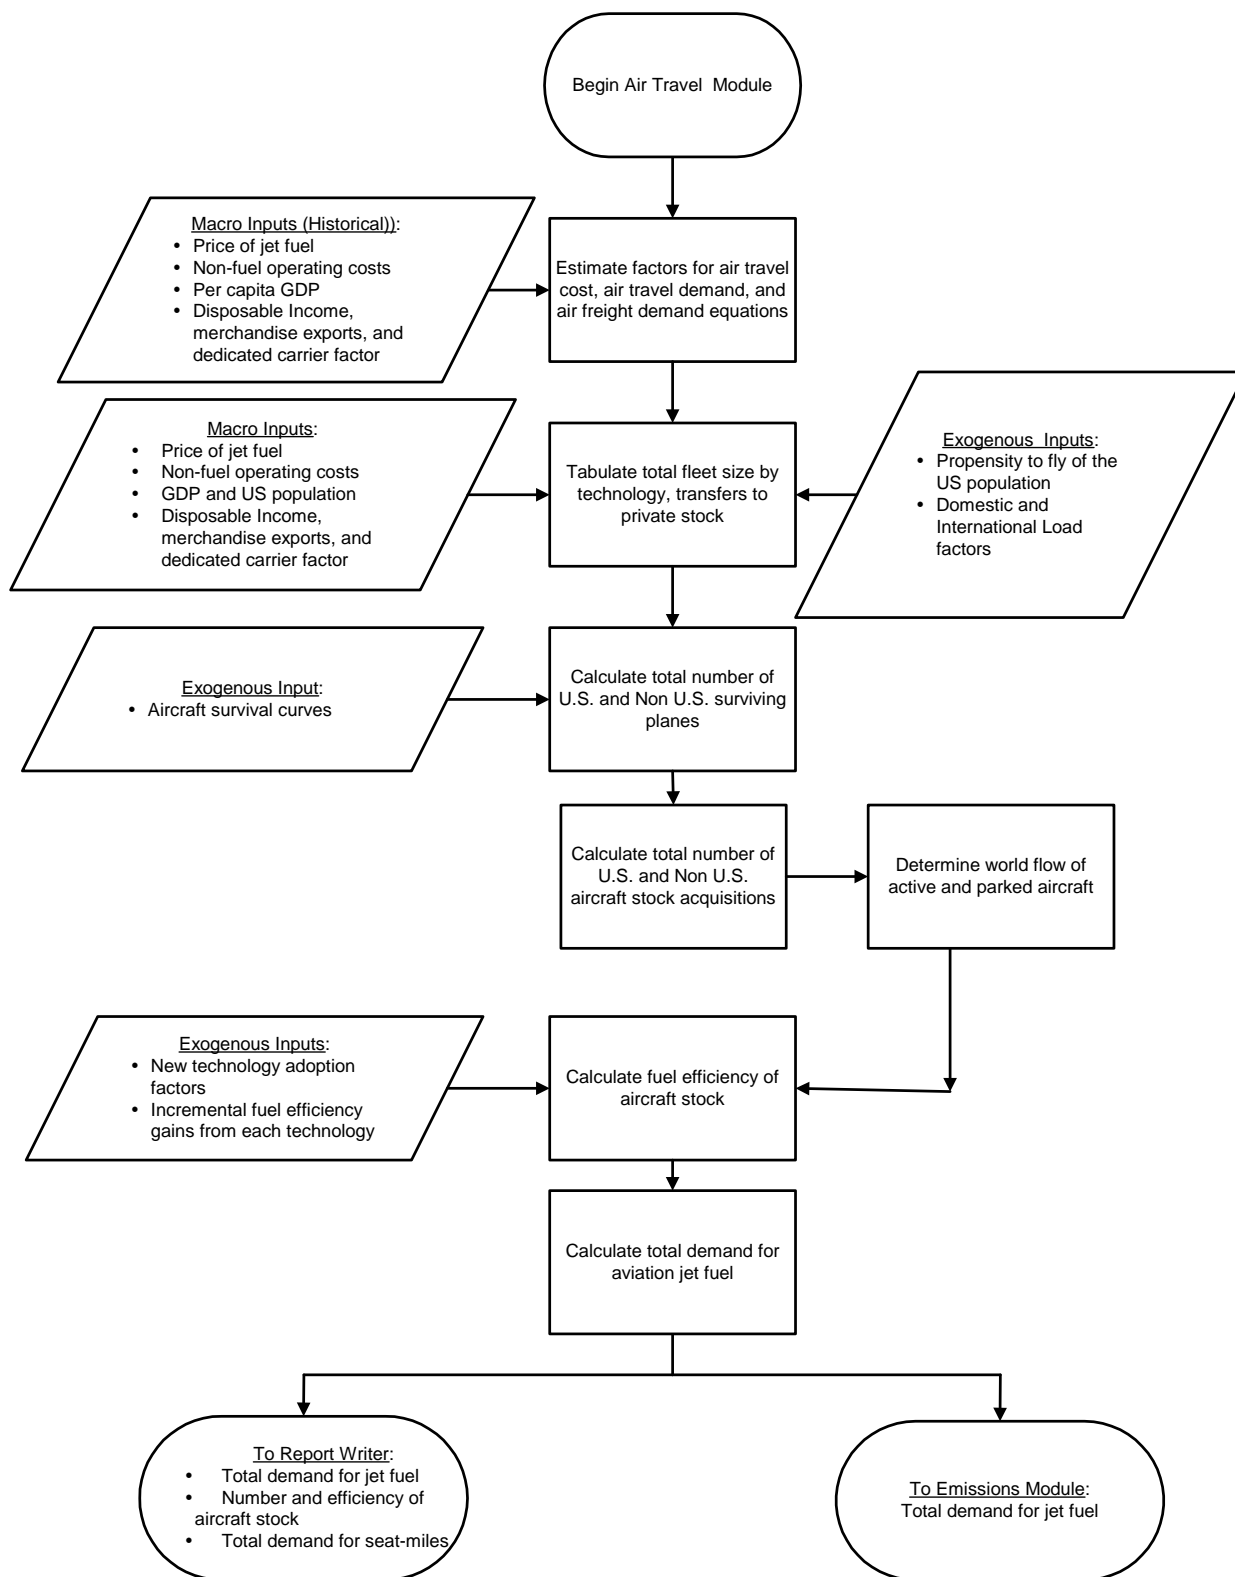 Begin Air Travel  Module
Macro Inputs (Historical)):
• Price of jet fuel
• Non-fuel operating costs
• Per capita GDP
• Disposable Income,
merchandise exports, and
dedicated carrier factor
Estimate factors for air travel
cost, air travel demand, and
air freight demand equations
Macro Inputs:
• Price of jet fuel
• Non-fuel operating costs
• GDP and US population
• Disposable Income,
merchandise exports, and
dedicated carrier factor
Tabulate total fleet size by
technology, transfers to
private stock
Exogenous  Inputs:
• Propensity to fly of the
US population
• Domestic and
International Load
factors
Exogenous Input:
• Aircraft survival curves
Calculate total number of
U.S. and Non U.S. surviving
planes
Calculate total number of
U.S. and Non U.S.
aircraft stock acquisitions
Determine world flow of
active and parked aircraft
Exogenous Inputs:
• New technology adoption
factors
• Incremental fuel efficiency
gains from each technology
Calculate fuel efficiency of
aircraft stock
Calculate total demand for
aviation jet fuel
To Report Writer:
• Total demand for jet fuel
• Number and efficiency of
aircraft stock
• Total demand for seat-miles
To Emissions Module:
Total demand for jet fuel